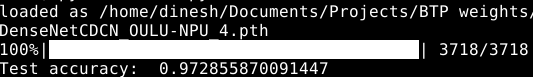 loaded as /home/dinesh/Documents/Projects/BTP weights/
DenseNetCDCN_OULU-NPU_4.pth
100%|██████████| 3718/3718
Test accuracy:  0.972855870091447